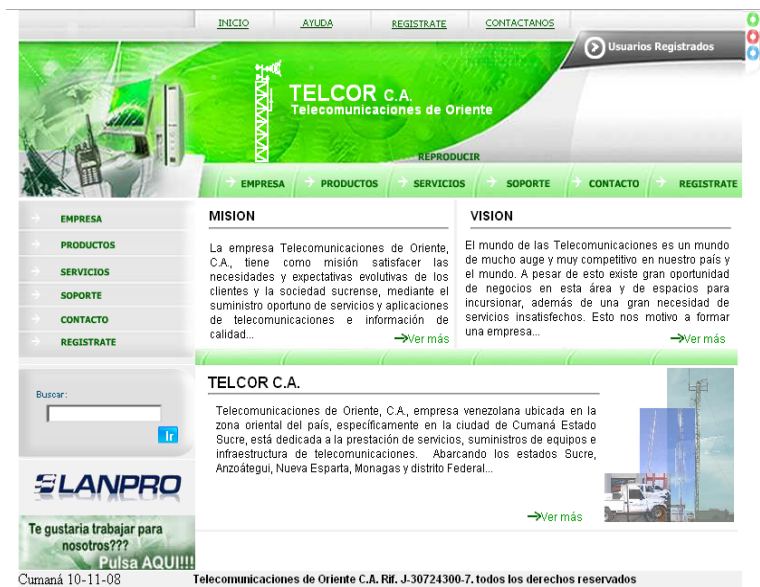 INICIO AYUDA REGISTRATE CONTACTANOS
Usuarios Registrados
TELCOR C.A.
Telecomunicaciones de Oriente
REPRODUCIR
EMPRESA PRODUCTOS SERVICIOS SOPORTE CONTACTO REGISTRATE
EMPRESA
PRODUCTOS
SERVICIOS
SOPORTE
CONTACTO
REGISTRATE
MISION
La empresa Telecomunicaciones de Oriente,
C.A., tiene como misión satisfacer las
necesidades y expectativas evolutivas de los
clientes y la sociedad sucrense, mediante el
suministro oportuno de servicios y aplicaciones
de telecomunicaciones e información de
calidad...
Ver más
VISION
El mundo de las Telecomunicaciones es un mundo
de mucho auge y muy competitivo en nuestro país y
el mundo. A pesar de esto existe gran oportunidad
de negocios en esta área y de espacios para
incursionar, además de una gran necesidad de
servicios insatisfechos. Esto nos motivo a formar
una empresa...
Ver más
Buscar:
Ir
LANPRO
Te gustaria trabajar para
nosotros???
Pulsa AQUI!!!
TELCOR C.A.
Telecomunicaciones de Oriente, C.A., empresa venezolana ubicada en la
zona oriental del país, específicamente en la ciudad de Cumaná Estado
Sucre, está dedicada a la prestación de servicios, suministros de equipos e
infraestructura de telecomunicaciones. Abarcando los estados Sucre,
Anzoátegui, Nueva Esparta, Monagas y distrito Federal...
Ver más
Cumaná 10-11-08
Telecomunicaciones de Oriente C.A. Rif. J-30724300-7. todos los derechos reservados